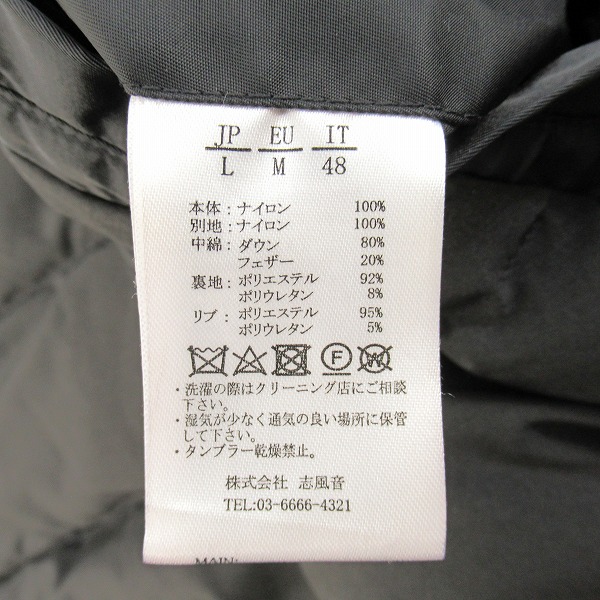 JP EU IT
L M 48
本体:ナイロン 100%
別地:ナイロン 100%
中綿:ダウン 80%
フェザー 20%
裏地:ポリエステル 92%
ポリウレタン 8%
リブ:ポリエステル 95%
ポリウレタン 5%
F W
・洗濯の際はクリーニング店にご相談
下さい。
・湿気が少なく通気の良い場所に保管
して下さい。
・タンブラー乾燥禁止。
株式会社 志風音
TEL:03-6666-4321
MAIN: